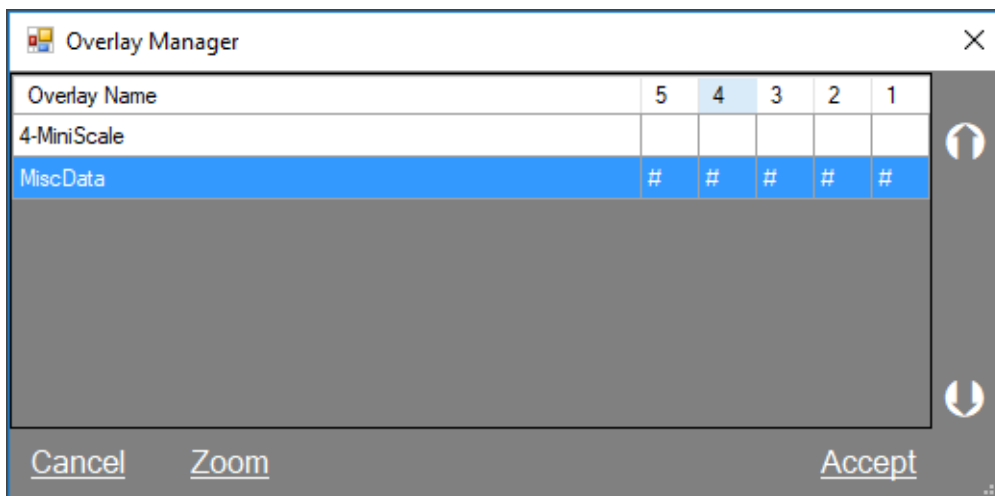 Overlay Manager
Overlay Name 5 4 3 2 1
4-MiniScale
MiscData # # # # #
Cancel Zoom Accept